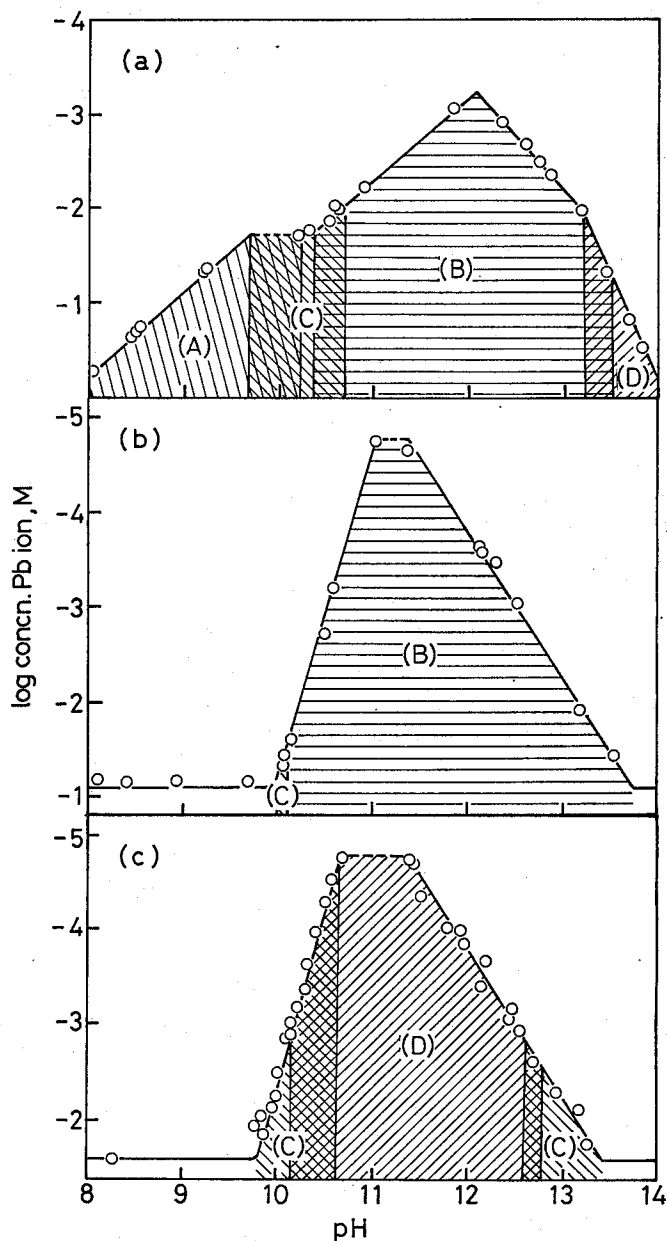 (a)
-4
-3
-2
-1
(A)
(C)
(B)
(D)
(b)
-5
-4
-3
-2
-1
(B)
(C)
(c)
-5
-4
-3
-2
(C)
(D)
(C)
8 9 10 11 12 13 14
log concn. Pb ion, M
pH